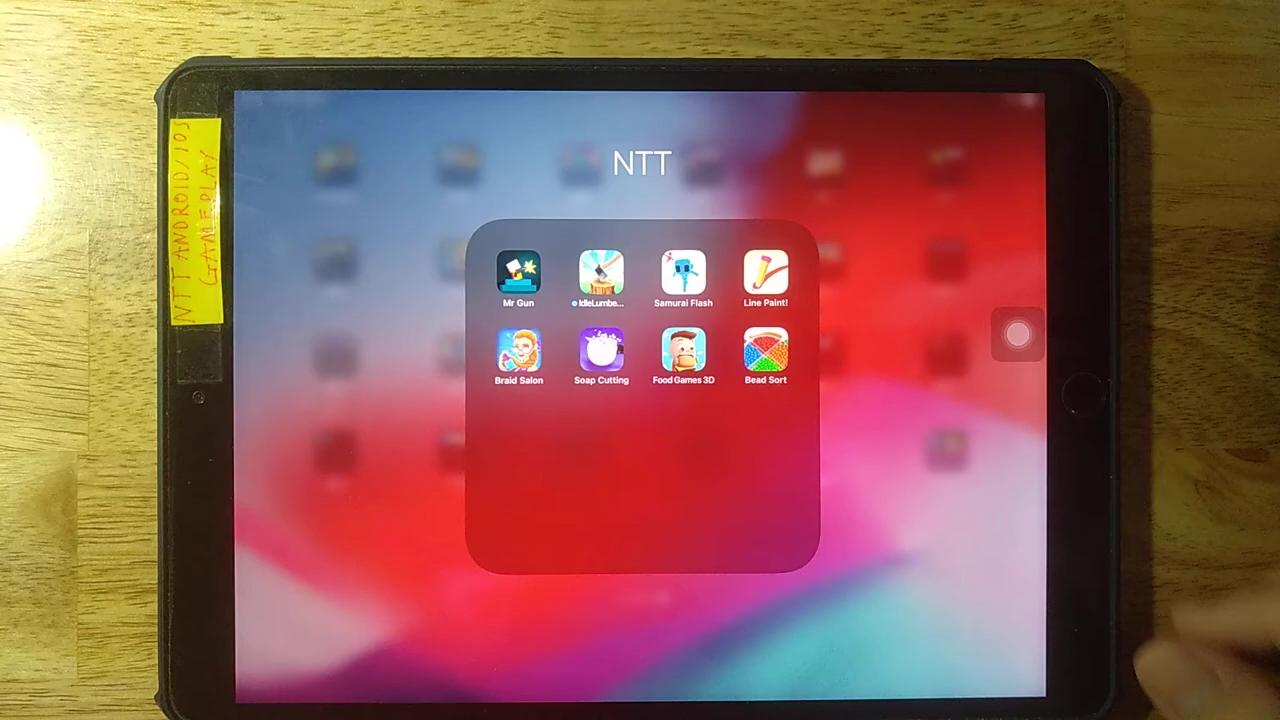 NTT ANDROID/IOS
GAMEPLAY
NTT
Mr Gun
IdleLumbe...
Samurai Flash
Line Paint!
Braid Salon
Soap Cutting
Food Games 3D
Bead Sort